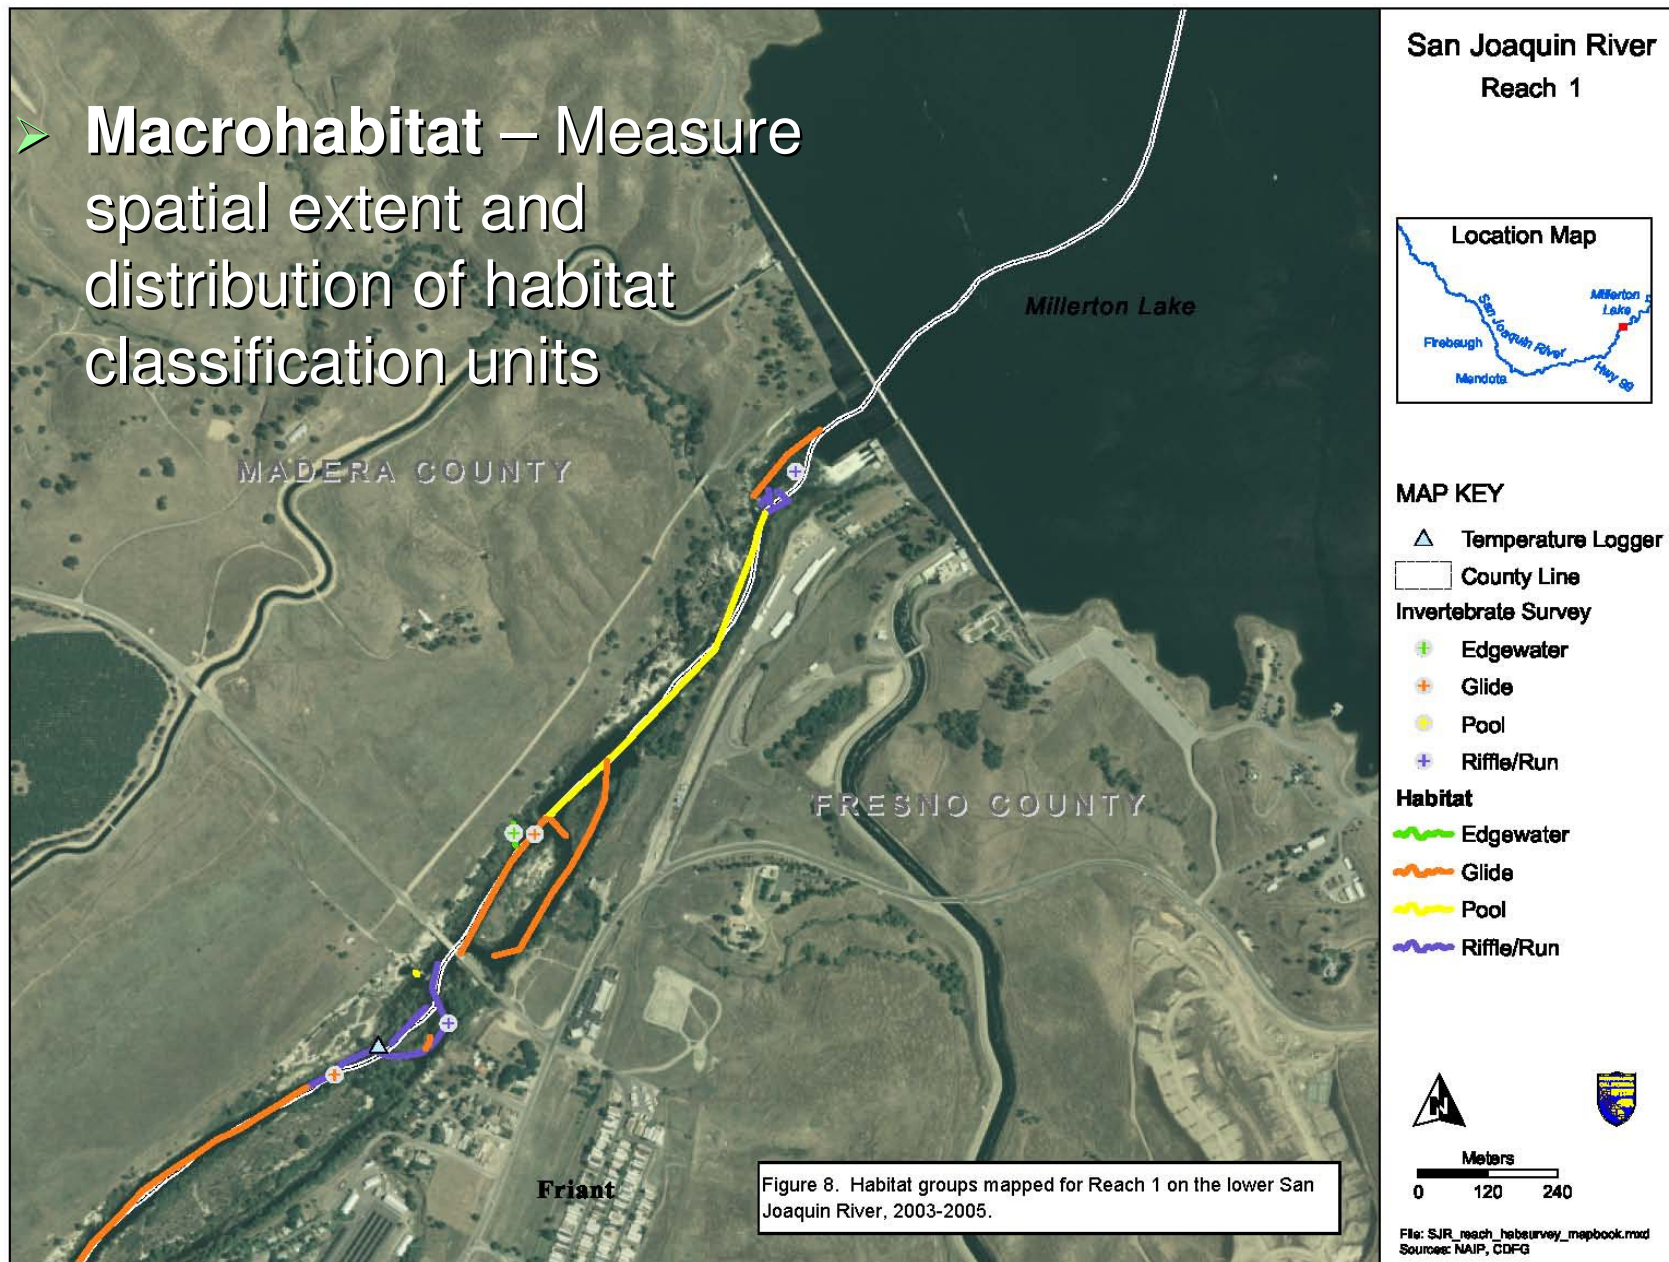 ➢ Macrohabitat – Measure
spatial extent and
distribution of habitat
classification units
Millerton Lake
MADERA COUNTY
FRESNO COUNTY
Friant
Figure 8. Habitat groups mapped for Reach 1 on the lower San
Joaquin River, 2003-2005.
San Joaquin River
Reach 1
Location Map
Millerton
Lake
San Joaquin River
Firebaugh
Mendota
Hwy 99
MAP KEY
Temperature Logger
County Line
Invertebrate Survey
Edgewater
Glide
Pool
Riffle/Run
Habitat
Edgewater
Glide
Pool
Riffle/Run
N
Meters
0 120 240
File: SJR_reach_habsurvey_mapbook.mxd
Sources: NAIP, CDFG